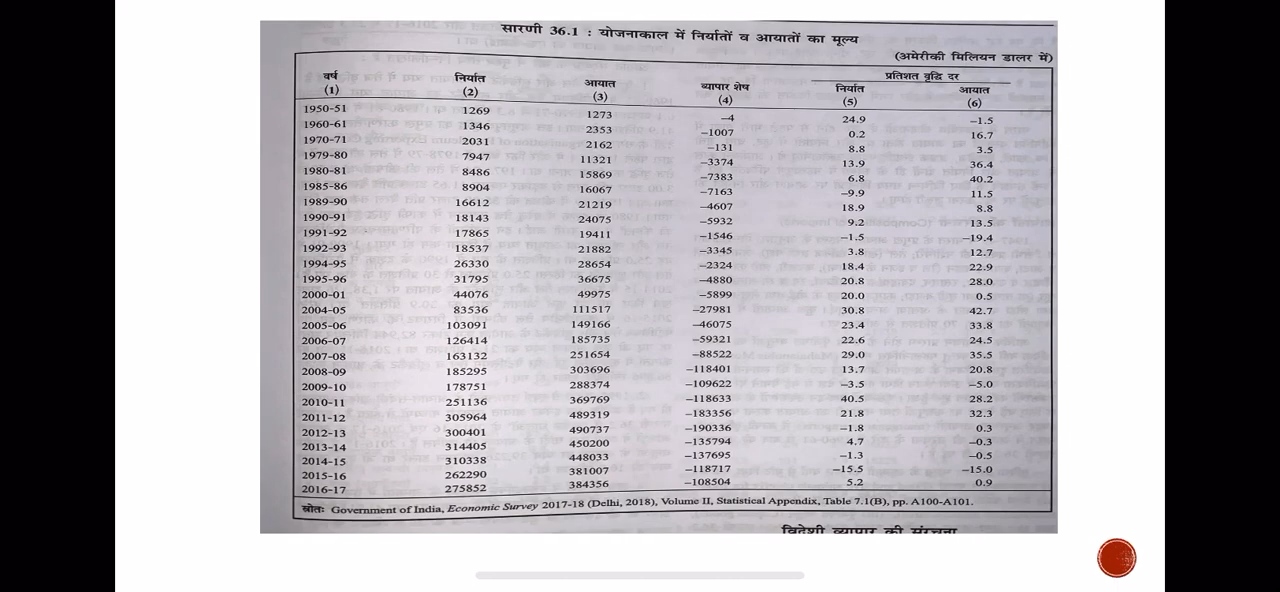 सारणी 36.1 : योजनाकाल में निर्यातों व आयातों का मूल्य
(अमेरीकी मिलियन डालर में)
वर्ष निर्यात आयात व्यापार शेष प्रतिशत वृद्धि दर
निर्यात आयात
(1) (2) (3) (4) (5) (6)
1950-51 1269 1273 –4 24.9 –1.5
1960-61 1346 2353 –1007 0.2 16.7
1970-71 2031 2162 –131 8.8 3.5
1979-80 7947 11321 –3374 13.9 36.4
1980-81 8486 15869 –7383 6.8 40.2
1985-86 8904 16067 –7163 –9.9 11.5
1989-90 16612 21219 –4607 18.9 8.8
1990-91 18143 24075 –5932 9.2 13.5
1991-92 17865 19411 –1546 –1.5 –19.4
1992-93 18537 21882 –3345 3.8 12.7
1994-95 26330 28654 –2324 18.4 22.9
1995-96 31795 36675 –4880 20.8 28.0
2000-01 44076 49975 –5899 20.0 0.5
2004-05 83536 111517 –27981 30.8 42.7
2005-06 103091 149166 –46075 23.4 33.8
2006-07 126414 185735 –59321 22.6 24.5
2007-08 163132 251654 –88522 29.0 35.5
2008-09 185295 303696 –118401 13.7 20.8
2009-10 178751 288374 –109622 –3.5 –5.0
2010-11 251136 369769 –118633 40.5 28.2
2011-12 305964 489319 –183356 21.8 32.3
2012-13 300401 490737 –190336 –1.8 0.3
2013-14 314405 450200 –135794 4.7 –0.3
2014-15 310338 448033 –137695 –1.3 –0.5
2015-16 262290 381007 –118717 –15.5 –15.0
2016-17 275852 384356 –108504 5.2 0.9
स्रोतः Government of India, Economic Survey 2017-18 (Delhi, 2018), Volume II, Statistical Appendix, Table 7.1(B), pp. A100-A101.
विदेशी व्यापार की संरचना